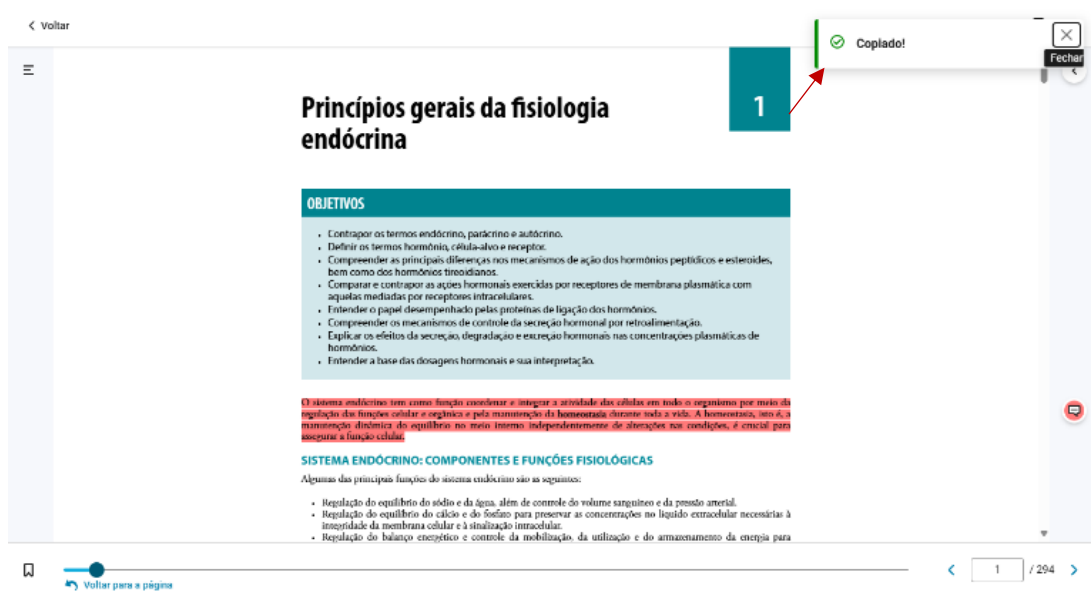 Voltar
Copiado!
Fechar
Princípios gerais da fisiologia
endócrina
1
OBJETIVOS
• Contrapor os termos endócrino, parácrino e autócrino.
• Definir os termos hormônio, célula-alvo e receptor.
• Compreender as principais diferenças nos mecanismos de ação dos hormônios peptídicos e esteroides,
bem como dos hormônios tireoidianos.
• Comparar e contrapor as ações hormonais exercidas por receptores de membrana plasmática com
aquelas mediadas por receptores intracelulares.
• Entender o papel desempenhado pelas proteínas de ligação dos hormônios.
• Compreender os mecanismos de controle da secreção hormonal por retroalimentação.
• Explicar os efeitos da secreção, degradação e excreção hormonais nas concentrações plasmáticas de
hormônios.
• Entender a base das dosagens hormonais e sua interpretação.
O sistema endócrino tem como função coordenar e integrar a atividade das células em todo o organismo por meio da
regulação das funções celular e orgânica e pela manutenção da homeostasia durante toda a vida. A homeostasia, isto é, a
manutenção dinâmica do equilíbrio no meio interno independentemente de alterações nas condições, é crucial para
assegurar a função celular.
SISTEMA ENDÓCRINO: COMPONENTES E FUNÇÕES FISIOLÓGICAS
Algumas das principais funções do sistema endócrino são as seguintes:
• Regulação do equilíbrio do sódio e da água, além de controle do volume sanguíneo e da pressão arterial.
• Regulação do equilíbrio do cálcio e do fosfato para preservar as concentrações no líquido extracelular necessárias à
integridade da membrana celular e à sinalização intracelular.
• Regulação do balanço energético e controle da mobilização, da utilização e do armazenamento da energia para
Voltar para a página
1 / 294